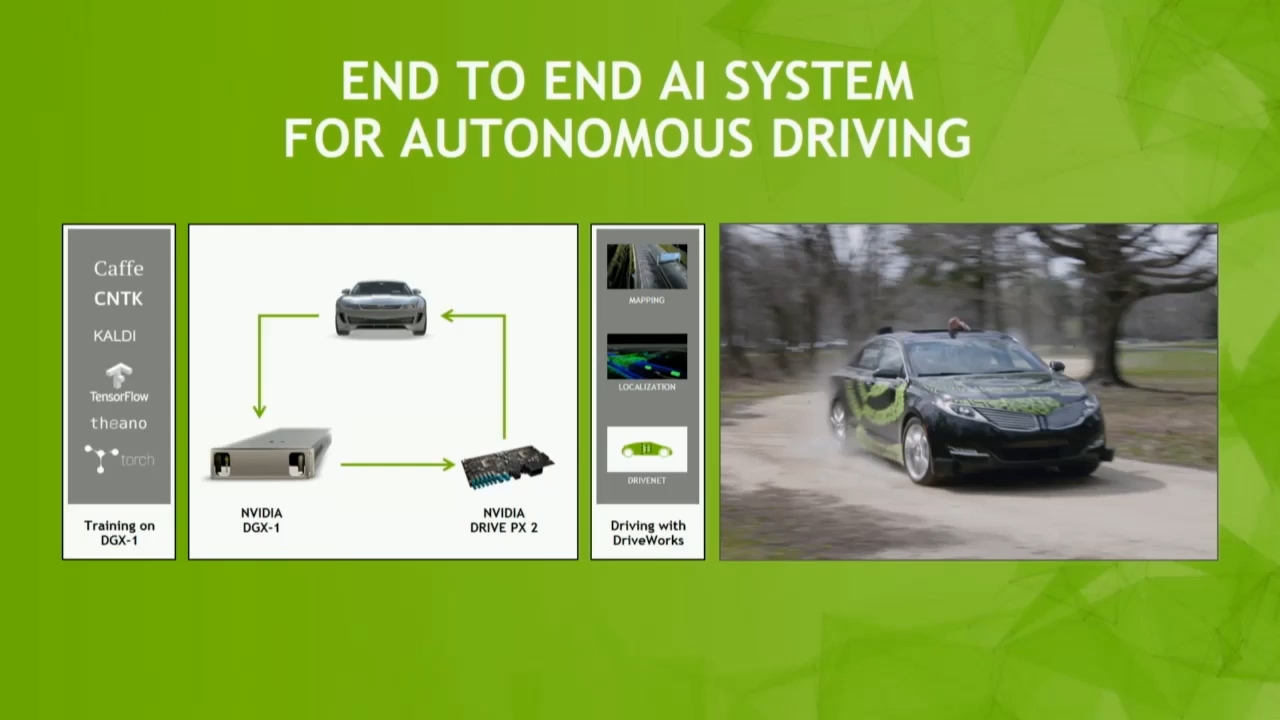 END TO END AI SYSTEM
FOR AUTONOMOUS DRIVING
Caffe
CNTK
KALDI
TensorFlow
theano
torch
Training on
DGX-1
NVIDIA
DGX-1
NVIDIA
DRIVE PX 2
MAPPING
LOCALIZATION
DRIVENET
Driving with
DriveWorks